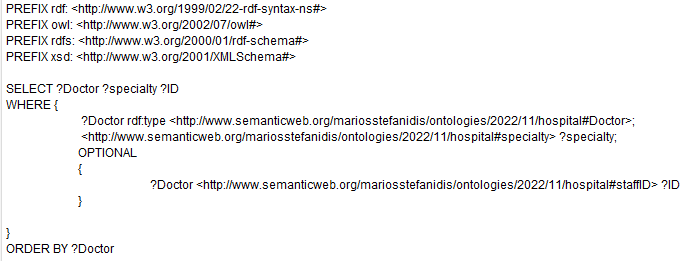 PREFIX rdf: <http://www.w3.org/1999/02/22-rdf-syntax-ns#>
PREFIX owl: <http://www.w3.org/2002/07/owl#>
PREFIX rdfs: <http://www.w3.org/2000/01/rdf-schema#>
PREFIX xsd: <http://www.w3.org/2001/XMLSchema#>
SELECT ?Doctor ?specialty ?ID
WHERE {
?Doctor rdf:type <http://www.semanticweb.org/mariosstefanidis/ontologies/2022/11/hospital#Doctor>;
<http://www.semanticweb.org/mariosstefanidis/ontologies/2022/11/hospital#specialty> ?specialty;
OPTIONAL
{
?Doctor <http://www.semanticweb.org/mariosstefanidis/ontologies/2022/11/hospital#staffID> ?ID
}
}
ORDER BY ?Doctor